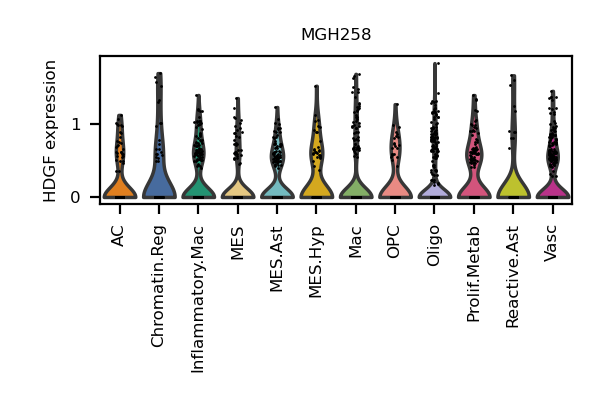 MGH258
HDGF expression
1
0
AC
Chromatin.Reg
Inflammatory.Mac
MES
MES.Ast
MES.Hyp
Mac
OPC
Oligo
Prolif.Metab
Reactive.Ast
Vasc